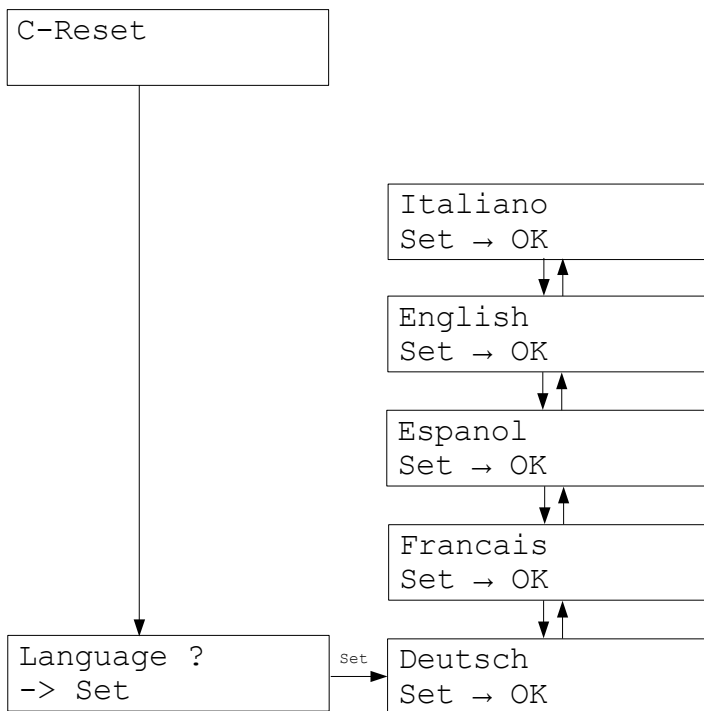 C-Reset
Italiano
Set → OK
English
Set → OK
Espanol
Set → OK
Francais
Set → OK
Language ?
-> Set
Set
Deutsch
Set → OK